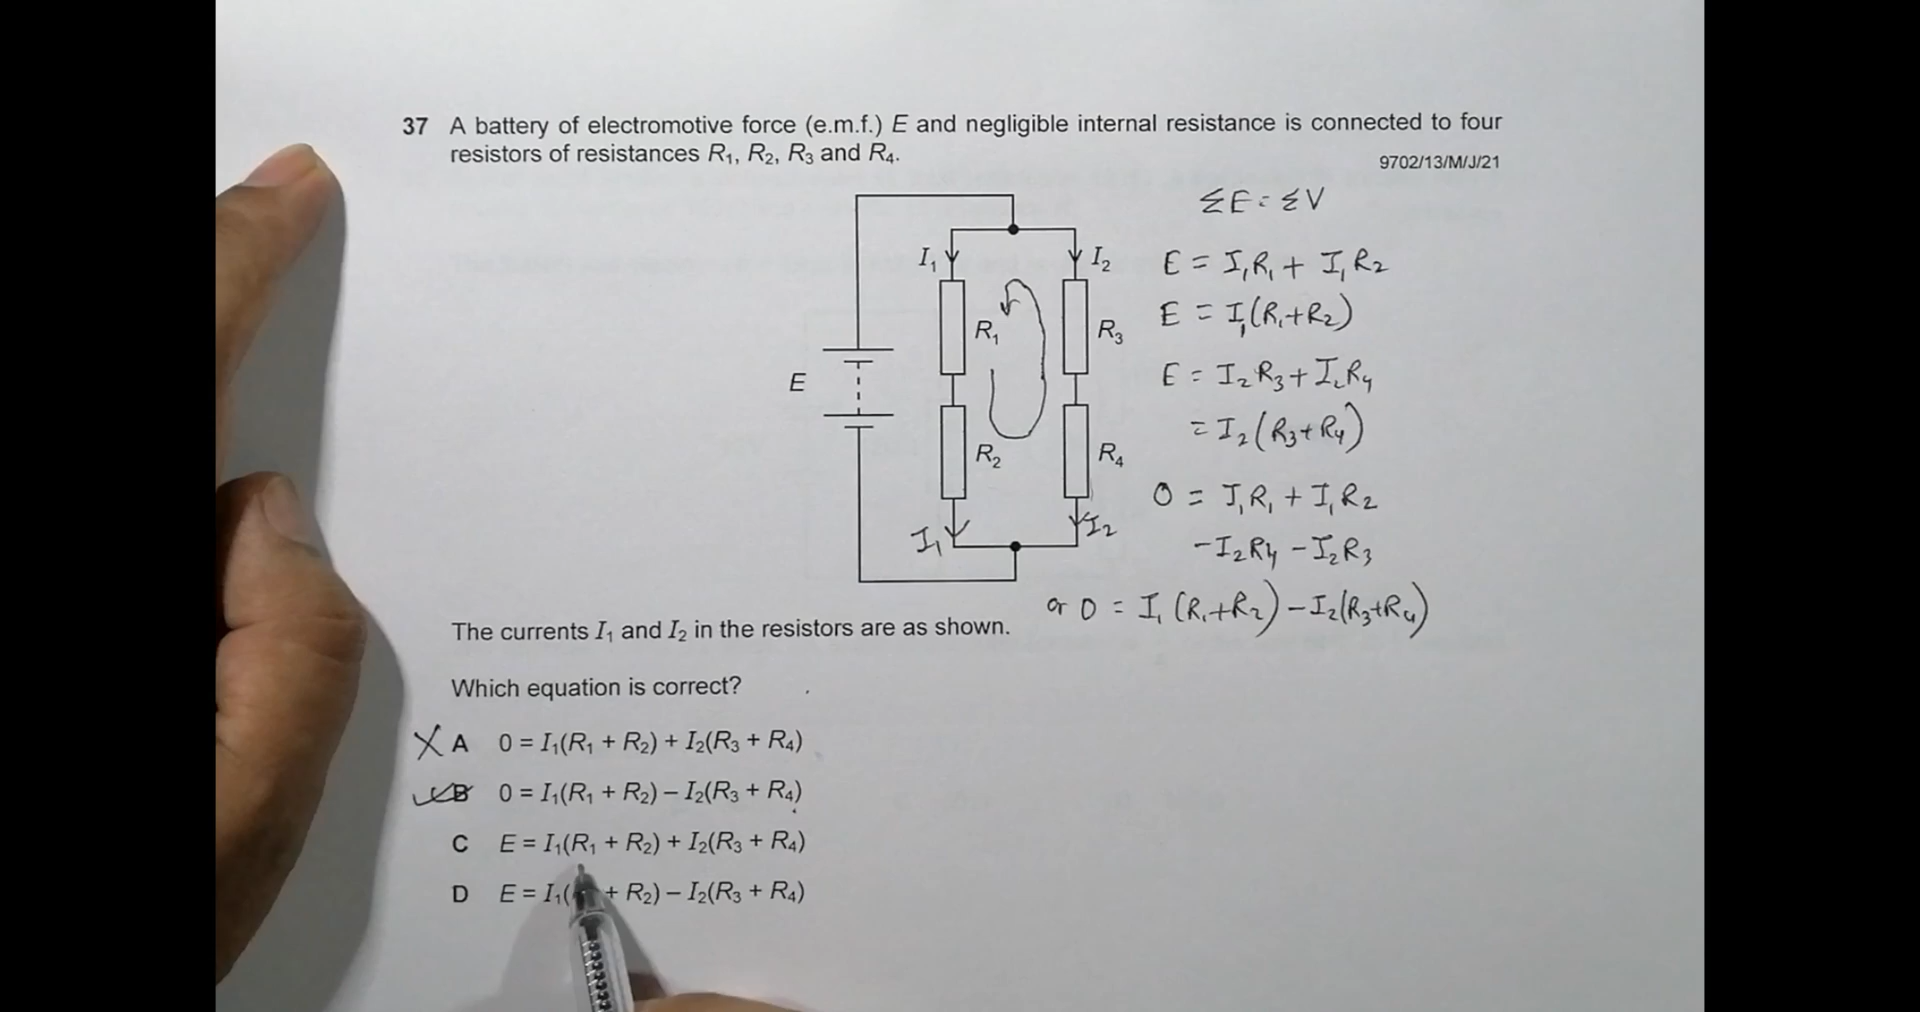 37 A battery of electromotive force (e.m.f.) E and negligible internal resistance is connected to four
resistors of resistances R₁, R₂, R₃ and R₄.
9702/13/M/J/21
ΣE = ΣV
I₁
I₂
E = I₁R₁ + I₁R₂
R₁
R₃
E = I₁(R₁+R₂)
E
E = I₂R₃ + I₂R₄
= I₂(R₃+R₄)
R₂
R₄
0 = I₁R₁ + I₁R₂
I₁
I₂
-I₂R₄ - I₂R₃
or 0 = I₁(R₁+R₂) - I₂(R₃+R₄)
The currents I₁ and I₂ in the resistors are as shown.
Which equation is correct?
A 0 = I₁(R₁ + R₂) + I₂(R₃ + R₄)
B 0 = I₁(R₁ + R₂) – I₂(R₃ + R₄)
C E = I₁(R₁ + R₂) + I₂(R₃ + R₄)
D E = I₁( + R₂) – I₂(R₃ + R₄)